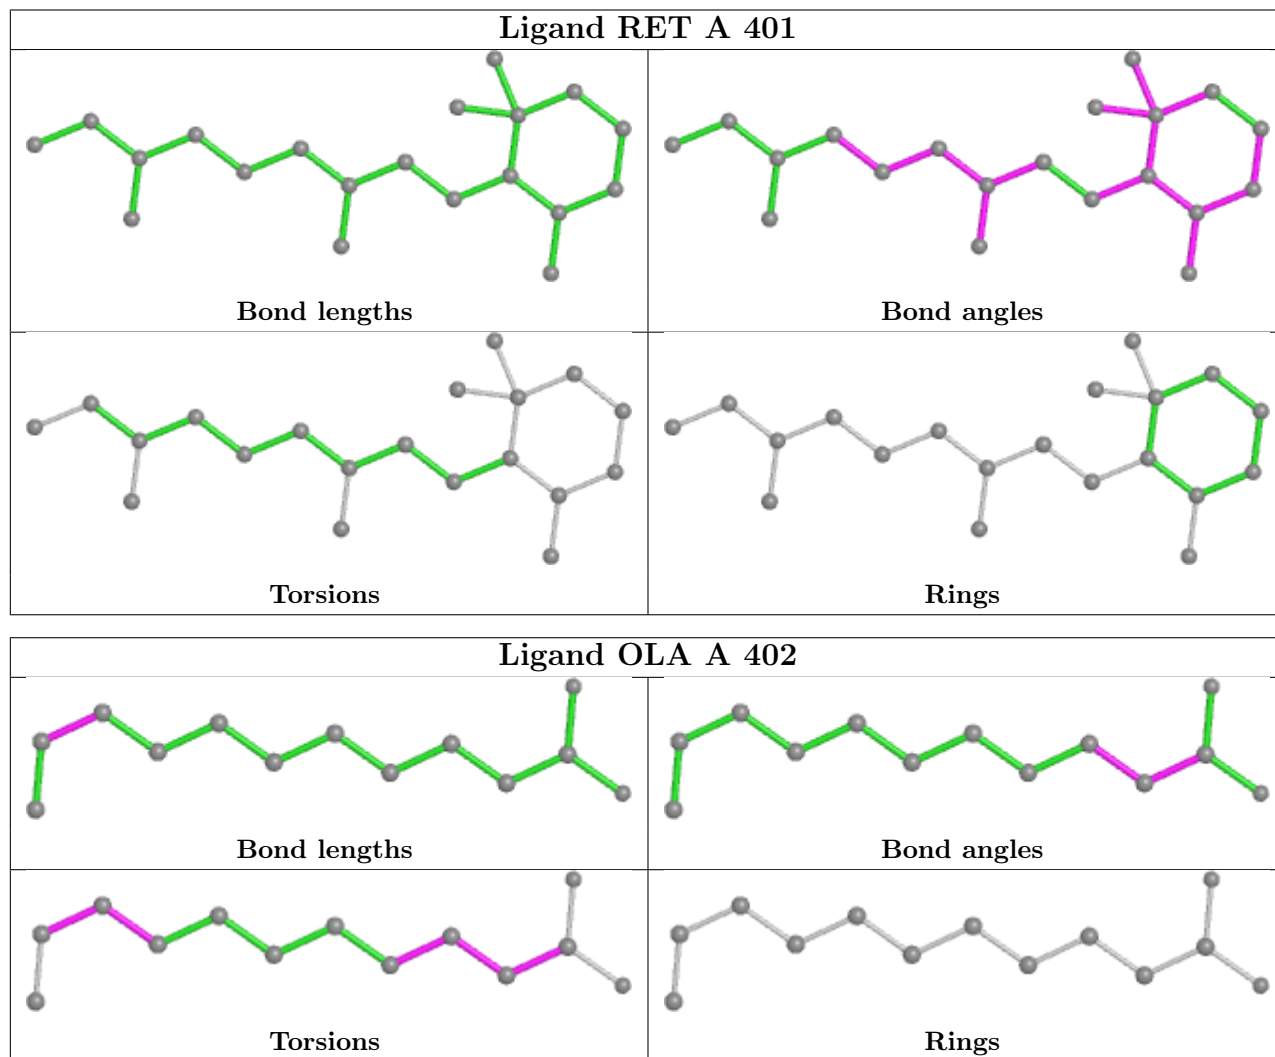 Ligand RET A 401
Bond lengths
Bond angles
Torsions
Rings
Ligand OLA A 402
Bond lengths
Bond angles
Torsions
Rings